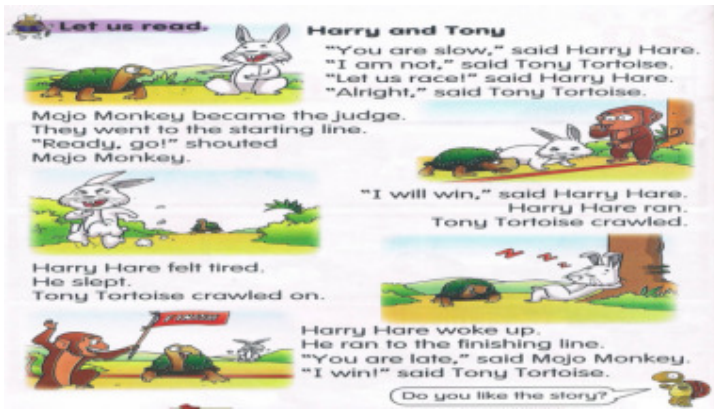 Let us read.
Harry and Tony
"You are slow," said Harry Hare.
"I am not," said Tony Tortoise.
"Let us race!" said Harry Hare.
"Alright," said Tony Tortoise.
Mojo Monkey became the judge.
They went to the starting line.
"Ready, go!" shouted
Mojo Monkey.
"I will win," said Harry Hare.
Harry Hare ran.
Tony Tortoise crawled.
Harry Hare felt tired.
He slept.
Tony Tortoise crawled on.
Harry Hare woke up.
He ran to the finishing line.
"You are late," said Mojo Monkey.
"I win!" said Tony Tortoise.
Do you like the story?